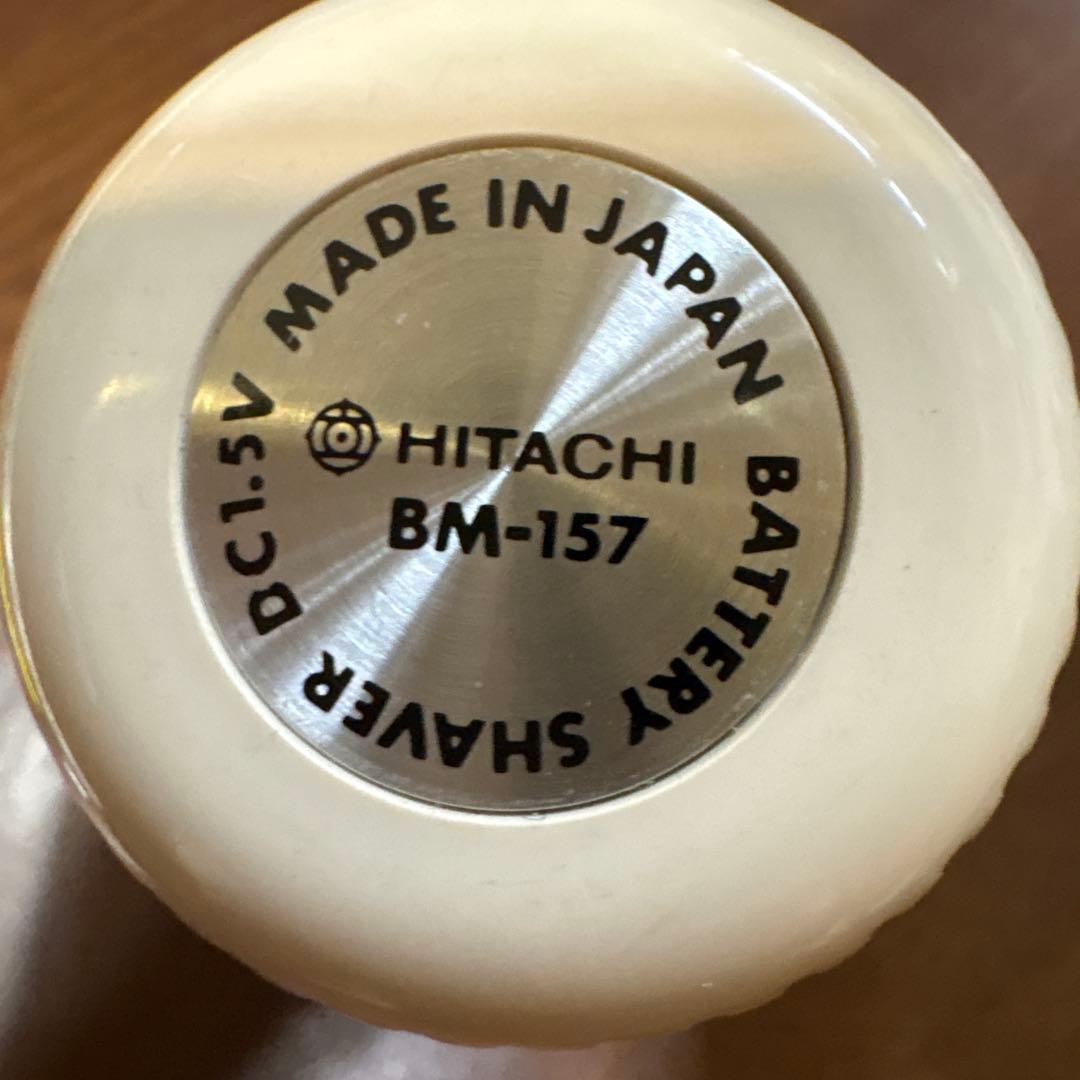 MADE IN JAPAN
HITACHI
BM-157
BATTERY SHAVER
DC1.5V